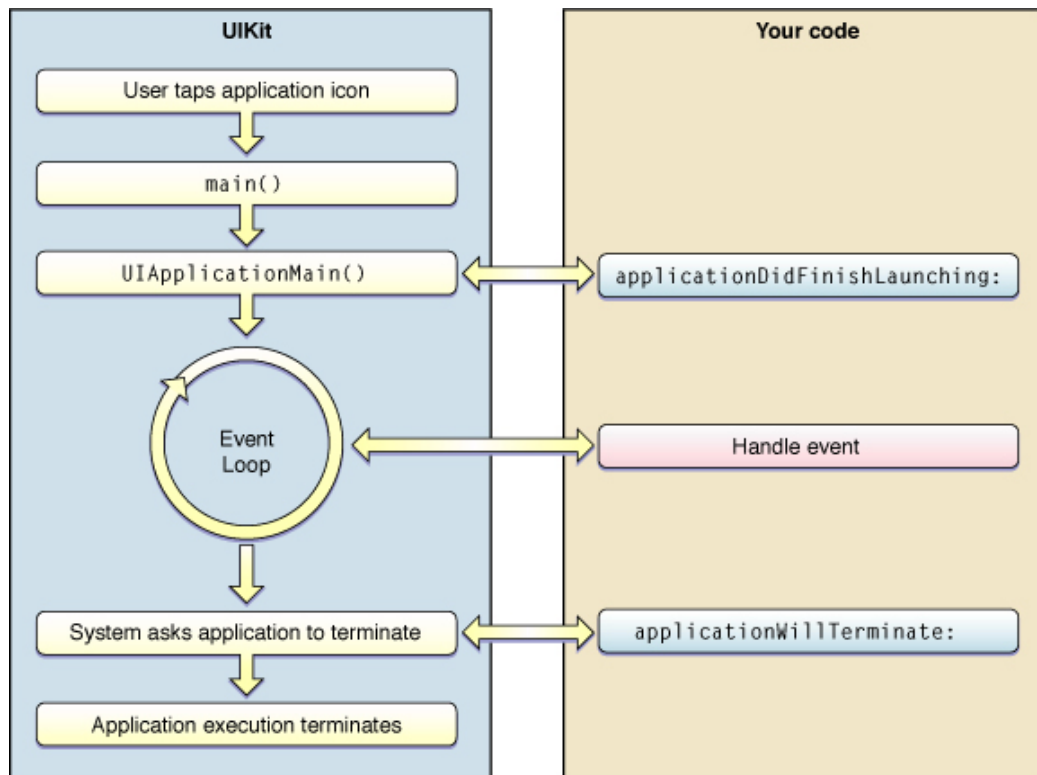 UIKit
User taps application icon
main()
UIApplicationMain()
Event
Loop
System asks application to terminate
Application execution terminates
Your code
applicationDidFinishLaunching:
Handle event
applicationWillTerminate: